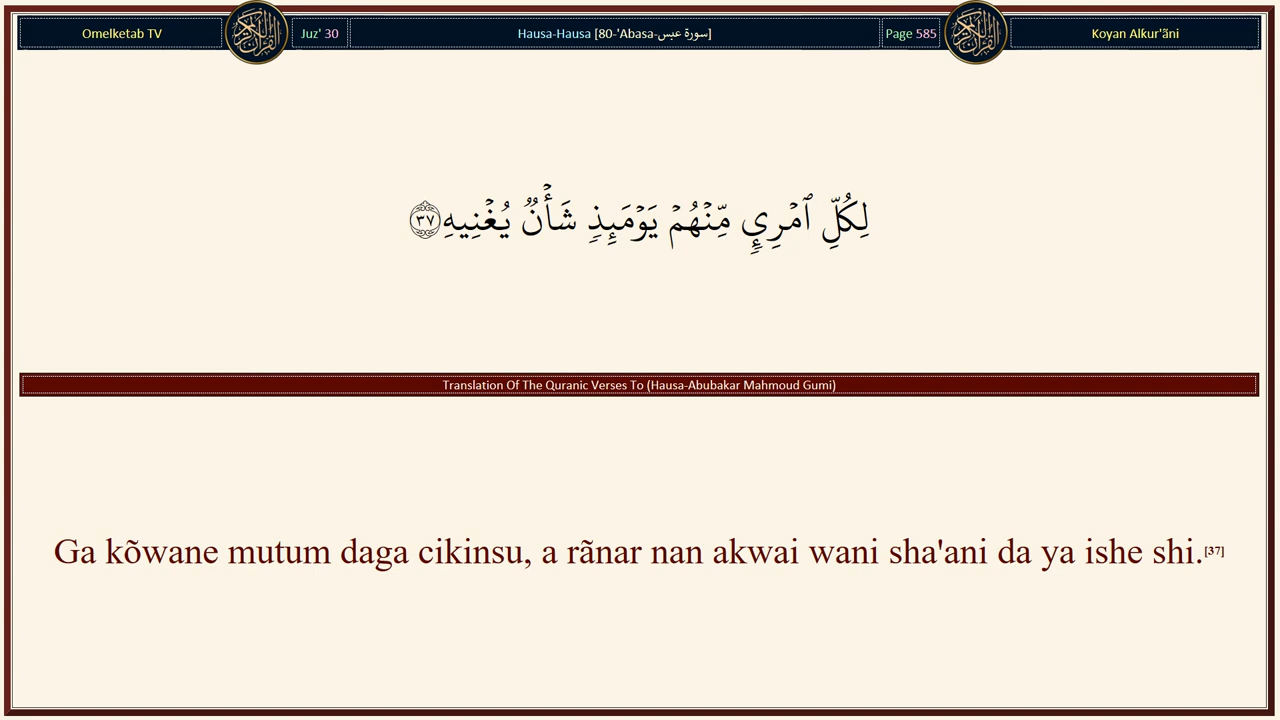 Omelketab TV
Juz' 30
Hausa-Hausa [80-'Abasa-سورة عبس]
Page 585
Koyan Alƙur'ãni
لِكُلِّ ٱمۡرِيٕٖ مِّنۡهُمۡ يَوۡمَئِذٖ شَأۡنٞ يُغۡنِيهِ ٣٧
Translation Of The Quranic Verses To (Hausa-Abubakar Mahmoud Gumi)
Ga kõwane mutum daga cikinsu, a rãnar nan akwai wani sha'ani da ya ishe shi.[37]